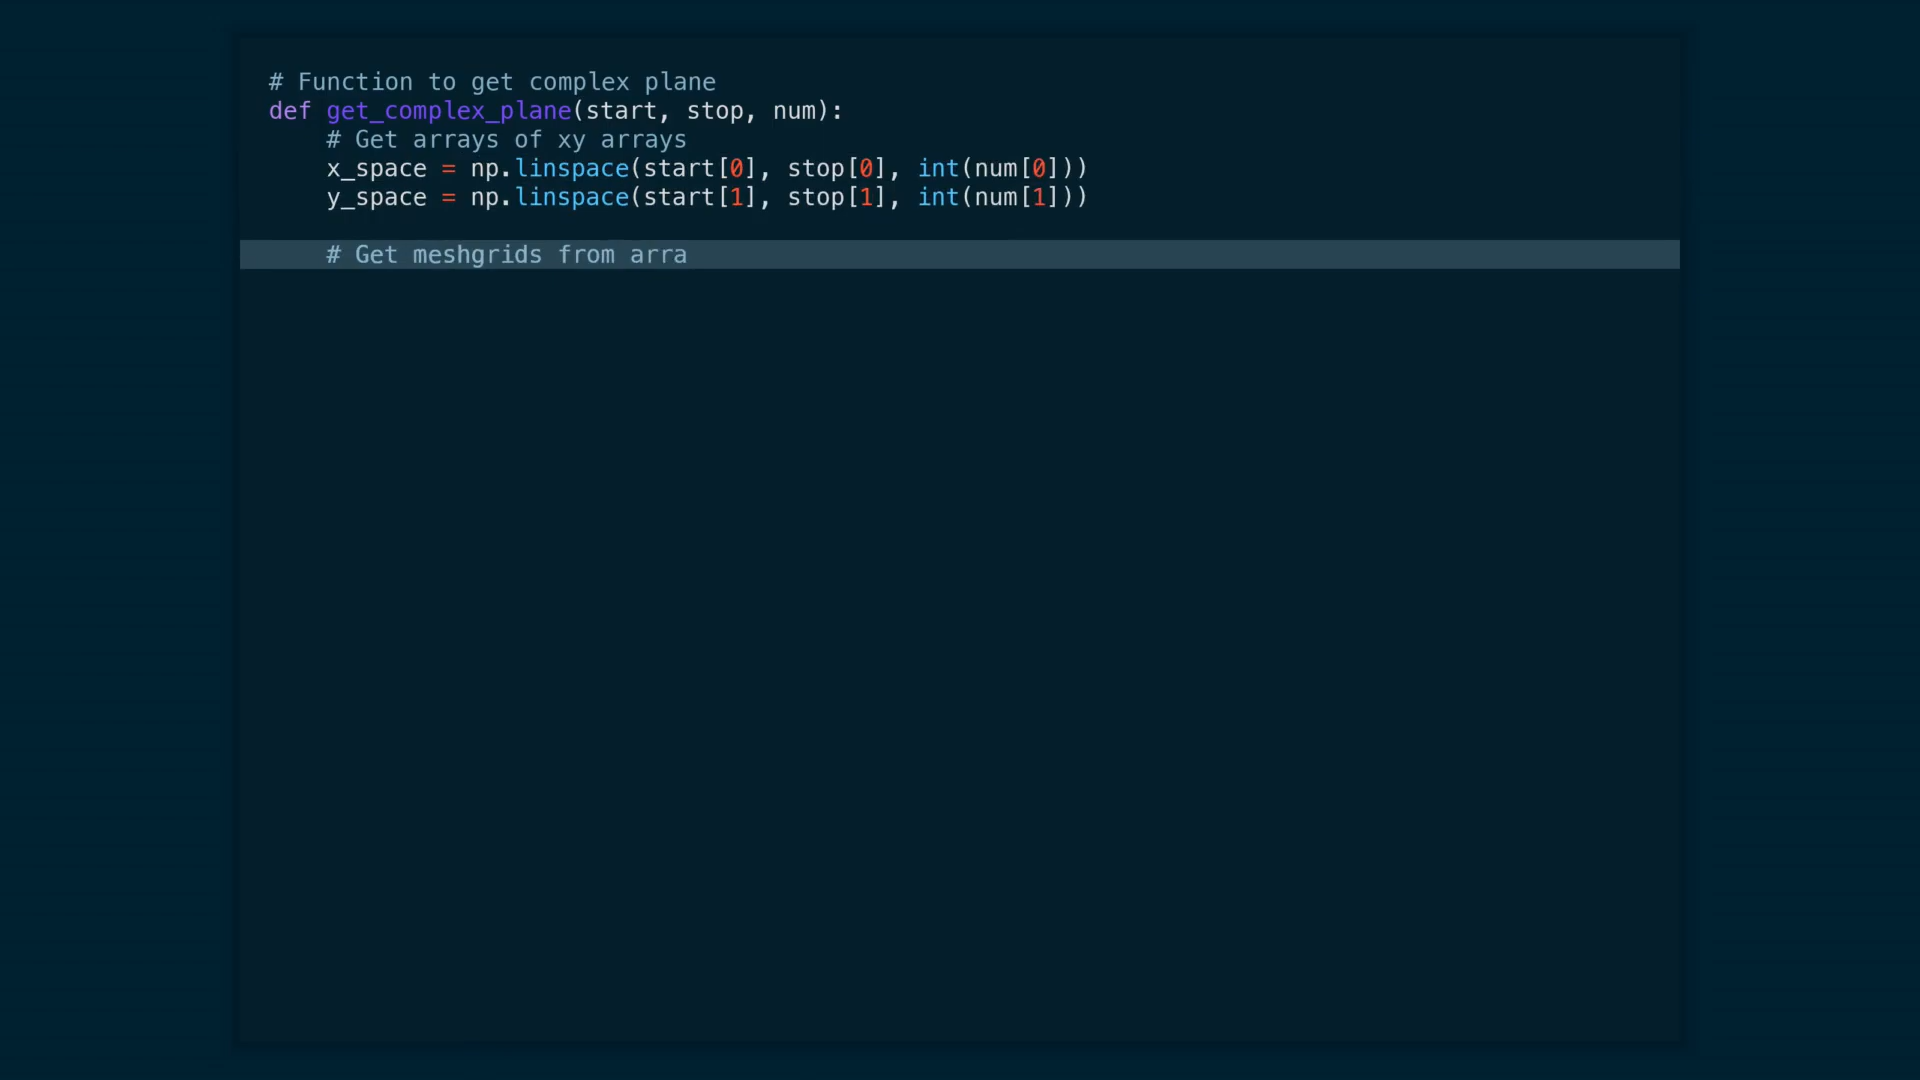 # Function to get complex plane
def get_complex_plane(start, stop, num):
    # Get arrays of xy arrays
    x_space = np.linspace(start[0], stop[0], int(num[0]))
    y_space = np.linspace(start[1], stop[1], int(num[1]))
    # Get meshgrids from arra